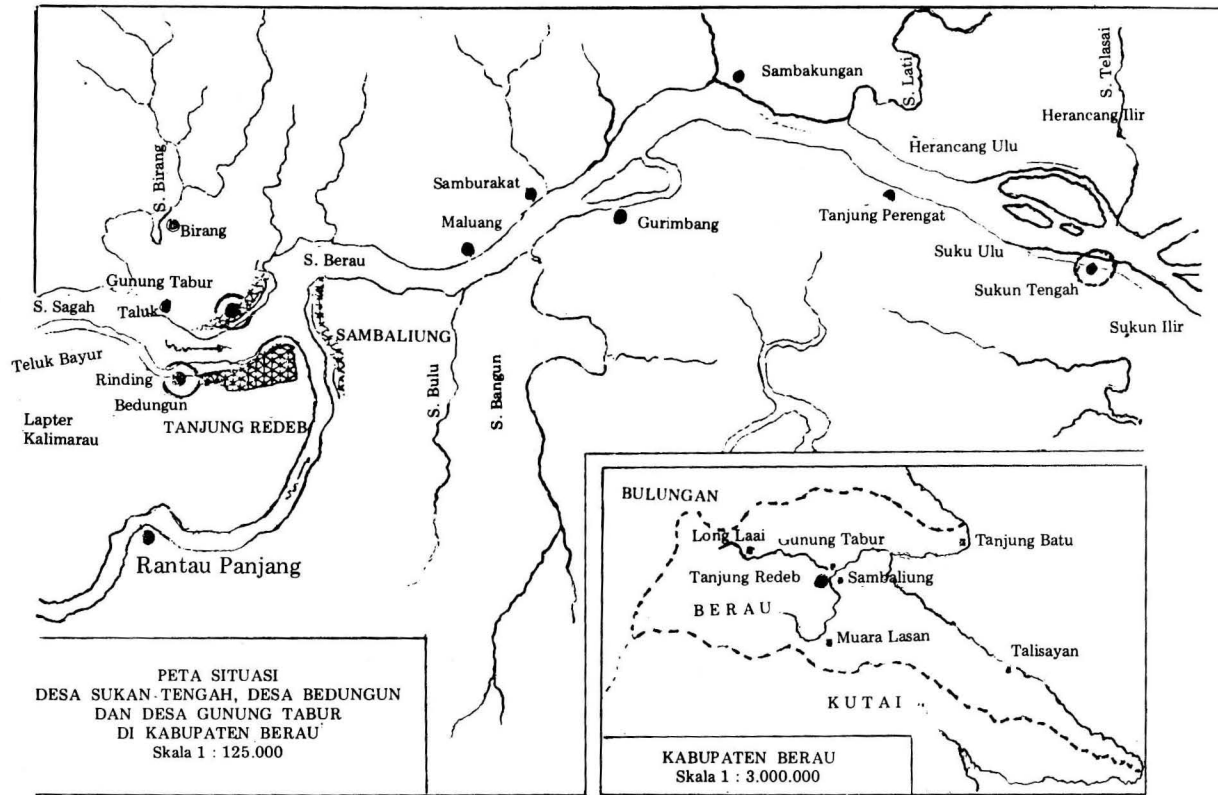 Sambakungan
S. Lati
S. Telasai
Herancang Ilir
Herancang Ulu
S. Birang
Birang
Samburakat
Maluang
Gurimbang
Tanjung Perengat
Suku Ulu
Sukun Tengah
Sukun Ilir
S. Berau
Gunung Tabur
Taluk
S. Sagah
SAMBALIUNG
Teluk Bayur
Rinding
Bedungun
Lapter
Kalimarau
TANJUNG REDEB
S. Bulu
S. Bangun
Rantau Panjang
PETA SITUASI
DESA SUKAN TENGAH, DESA BEDUNGUN
DAN DESA GUNUNG TABUR
DI KABUPATEN BERAU
Skala 1 : 125.000
BULUNGAN
Long Laai
Gunung Tabur
Tanjung Batu
Tanjung Redeb
Sambaliung
BERAU
Muara Lasan
Talisayan
KUTAI
KABUPATEN BERAU
Skala 1 : 3.000.000